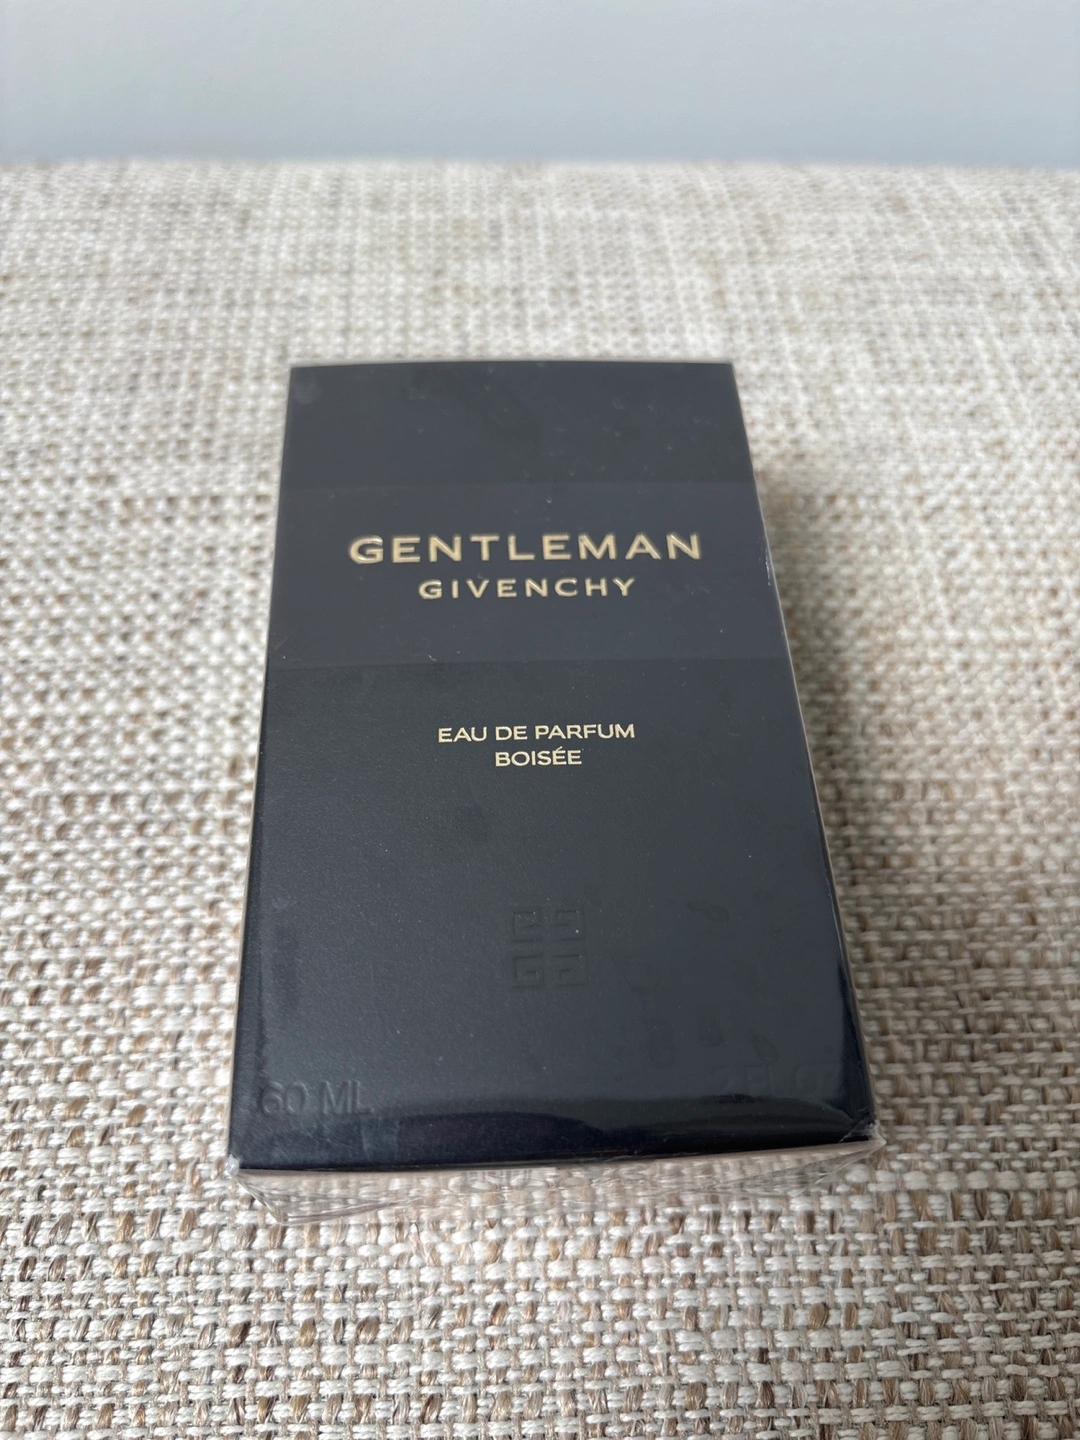 GENTLEMAN
GIVENCHY
EAU DE PARFUM
BOISÉE
60 ML